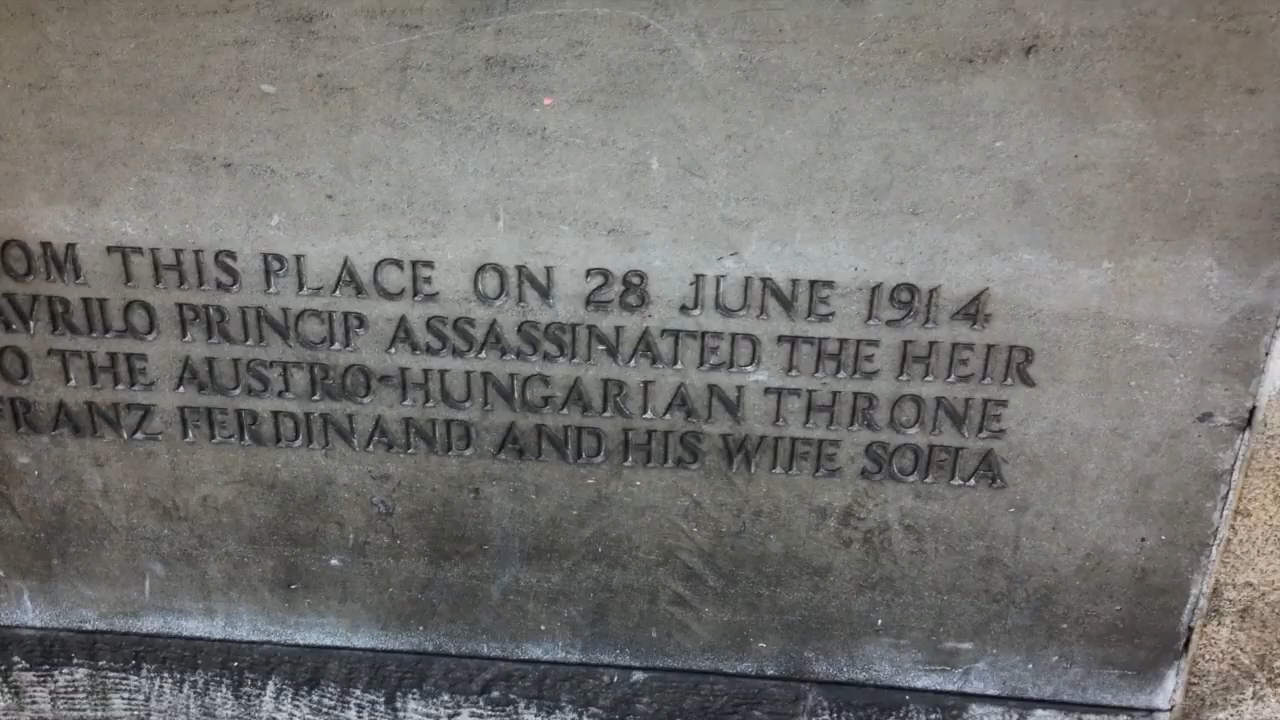 OM THIS PLACE ON 28 JUNE 1914
AVRILO PRINCIP ASSASSINATED THE HEIR
O THE AUSTRO-HUNGARIAN THRONE
FRANZ FERDINAND AND HIS WIFE SOFIA